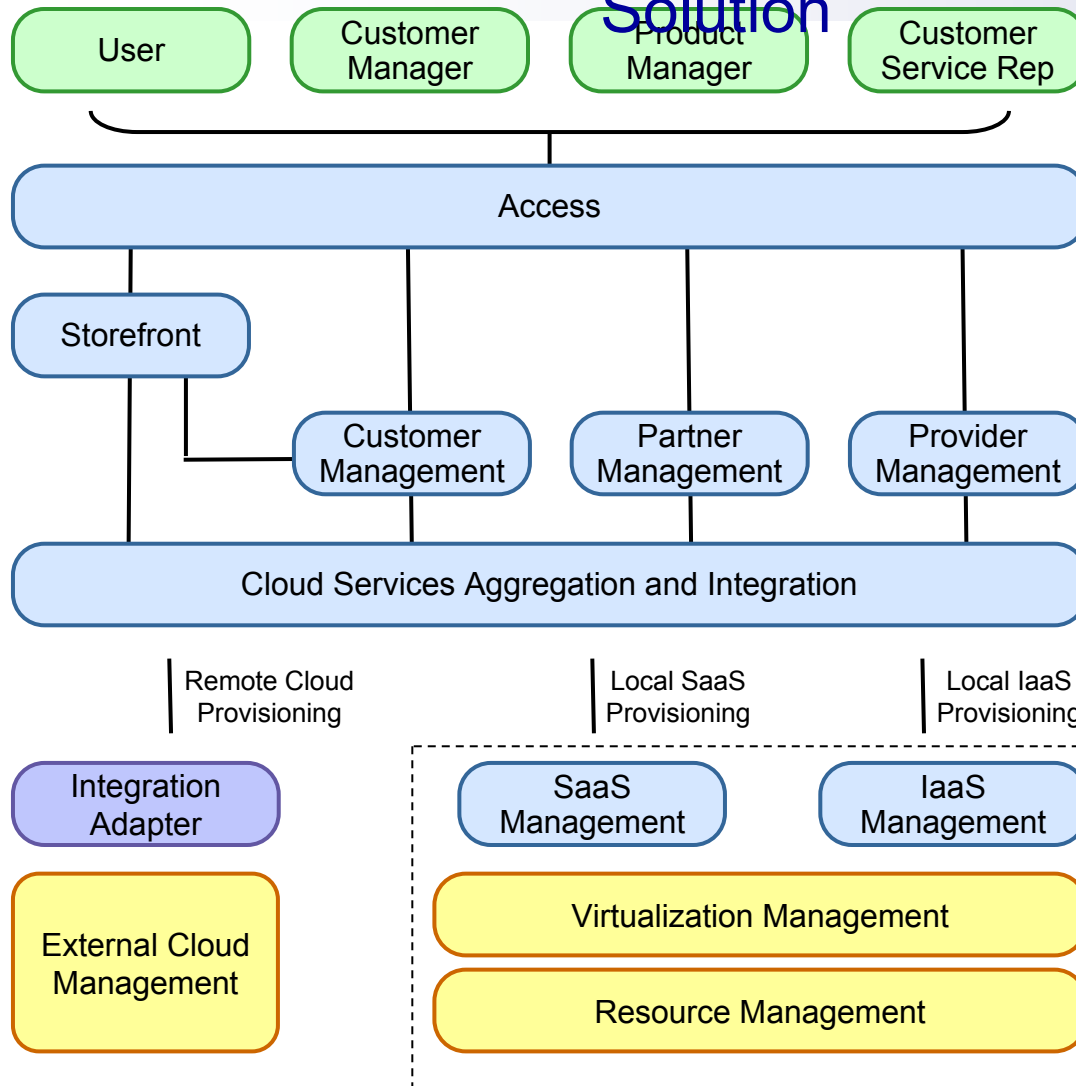 Solution
User
Customer
Manager
Product
Manager
Customer
Service Rep
Access
Storefront
Customer
Management
Partner
Management
Provider
Management
Cloud Services Aggregation and Integration
Remote Cloud
Provisioning
Local SaaS
Provisioning
Local IaaS
Provisioning
Integration
Adapter
SaaS
Management
IaaS
Management
External Cloud
Management
Virtualization Management
Resource Management